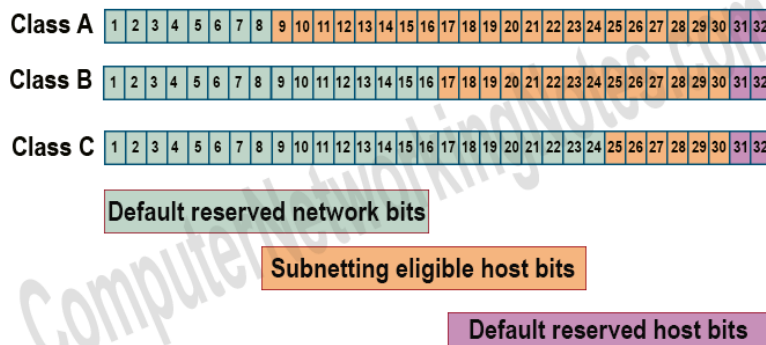 Class A 1 2 3 4 5 6 7 8 9 10 11 12 13 14 15 16 17 18 19 20 21 22 23 24 25 26 27 28 29 30 31 32
Class B 1 2 3 4 5 6 7 8 9 10 11 12 13 14 15 16 17 18 19 20 21 22 23 24 25 26 27 28 29 30 31 32
Class C 1 2 3 4 5 6 7 8 9 10 11 12 13 14 15 16 17 18 19 20 21 22 23 24 25 26 27 28 29 30 31 32
Default reserved network bits
Subnetting eligible host bits
Default reserved host bits
ComputerNetworkingNotes.com